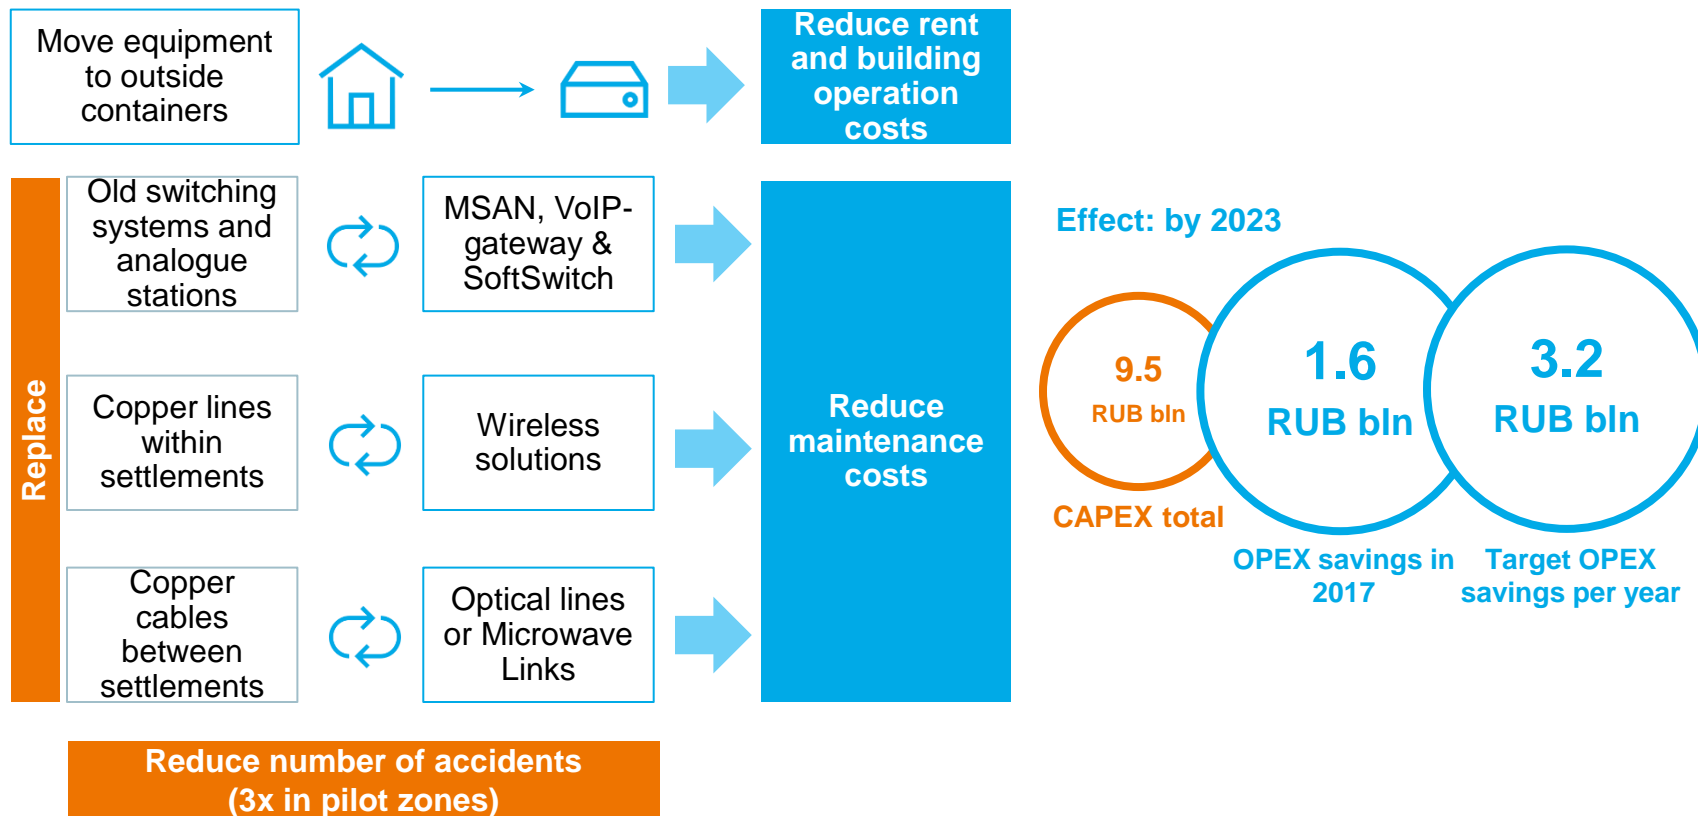 Move equipment
to outside
containers
Reduce rent
and building
operation
costs
Replace
Old switching
systems and
analogue
stations
MSAN, VoIP-
gateway &
SoftSwitch
Copper lines
within
settlements
Wireless
solutions
Copper
cables
between
settlements
Optical lines
or Microwave
Links
Reduce
maintenance
costs
Reduce number of accidents
(3x in pilot zones)
Effect: by 2023
9.5
RUB bln
CAPEX total
1.6
RUB bln
OPEX savings in
2017
3.2
RUB bln
Target OPEX
savings per year